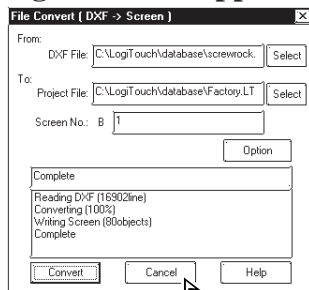 File Convert ( DXF -> Screen )
From:
DXF File: C:\LogiTouch\database\screwrock. Select
To:
Project File: C:\LogiTouch\database\Factory.LT Select
Screen No.: B 1
Option
Complete
Reading DXF (16902line)
Converting (100%)
Writing Screen (80objects)
Complete
Convert Cancel Help